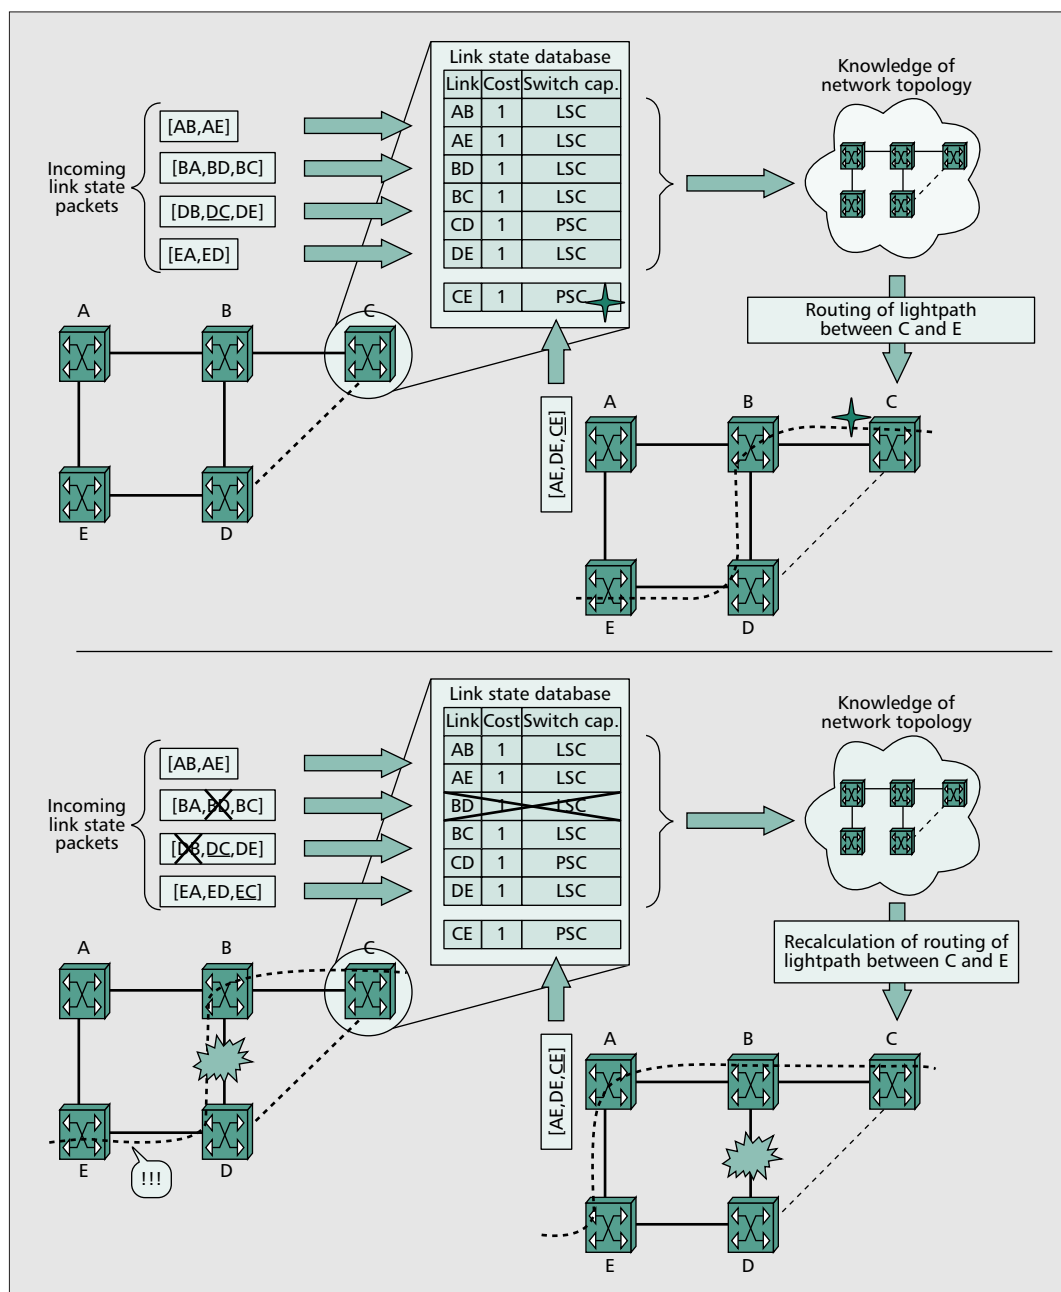 Link state database
Link Cost Switch cap.
AB 1 LSC
AE 1 LSC
BD 1 LSC
BC 1 LSC
CD 1 PSC
DE 1 LSC
CE 1 PSC
Knowledge of
network topology
Incoming
link state
packets
[AB,AE]
[BA,BD,BC]
[DB,DC,DE]
[EA,ED]
Routing of lightpath
between C and E
A B C
E D
[AE,DE,CE]
A B C
E D
Link state database
Link Cost Switch cap.
AB 1 LSC
AE 1 LSC
BD 1 LSC
BC 1 LSC
CD 1 PSC
DE 1 LSC
CE 1 PSC
Knowledge of
network topology
Incoming
link state
packets
[AB,AE]
[BA,BD,BC]
[DB,DC,DE]
[EA,ED,EC]
Recalculation of routing of
lightpath between C and E
A B C
E D
!!!
[AE,DE,CE]
A B C
E D